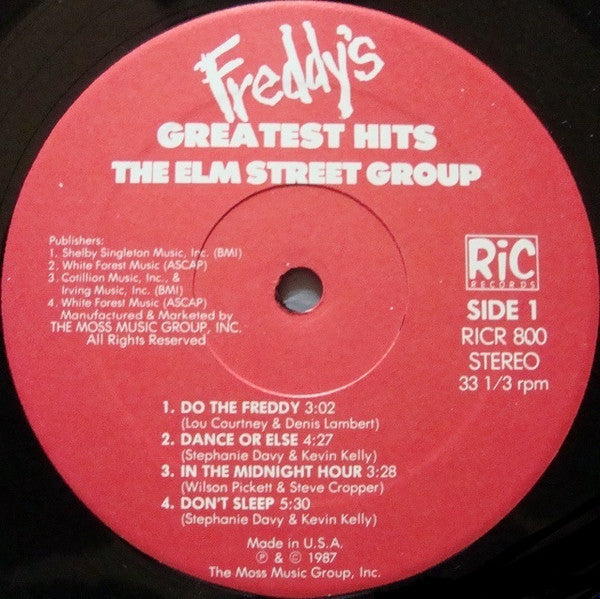 Freddy's
GREATEST HITS
THE ELM STREET GROUP
Publishers:
1. Shelby Singleton Music, Inc. (BMI)
2. White Forest Music (ASCAP)
3. Cotillion Music, Inc., &
Irving Music, Inc. (BMI)
4. White Forest Music (ASCAP)
Manufactured & Marketed by
THE MOSS MUSIC GROUP, INC.
All Rights Reserved
RiC
RECORDS
SIDE 1
RICR 800
STEREO
33 1/3 rpm
1. DO THE FREDDY 3:02
(Lou Courtney & Denis Lambert)
2. DANCE OR ELSE 4:27
(Stephanie Davy & Kevin Kelly)
3. IN THE MIDNIGHT HOUR 3:28
(Wilson Pickett & Steve Cropper)
4. DON'T SLEEP 5:30
(Stephanie Davy & Kevin Kelly)
Made in U.S.A.
℗ & © 1987
The Moss Music Group, Inc.